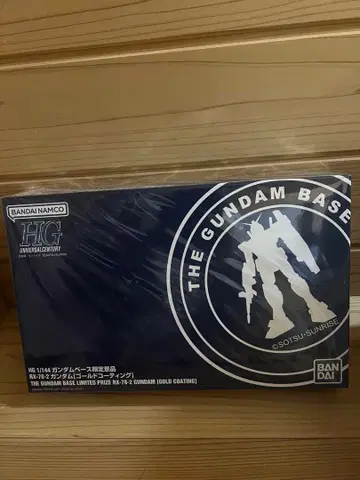 BANDAI NAMCO
HG
UNIVERSAL CENTURY
THE GUNDAM BASE
©SOTSU・SUNRISE
HG 1/144 ガンダムベース限定景品
RX-78-2 ガンダム[ゴールドコーティング]
THE GUNDAM BASE LIMITED PRIZE RX-78-2 GUNDAM [GOLD COATING]
BAN
DAI